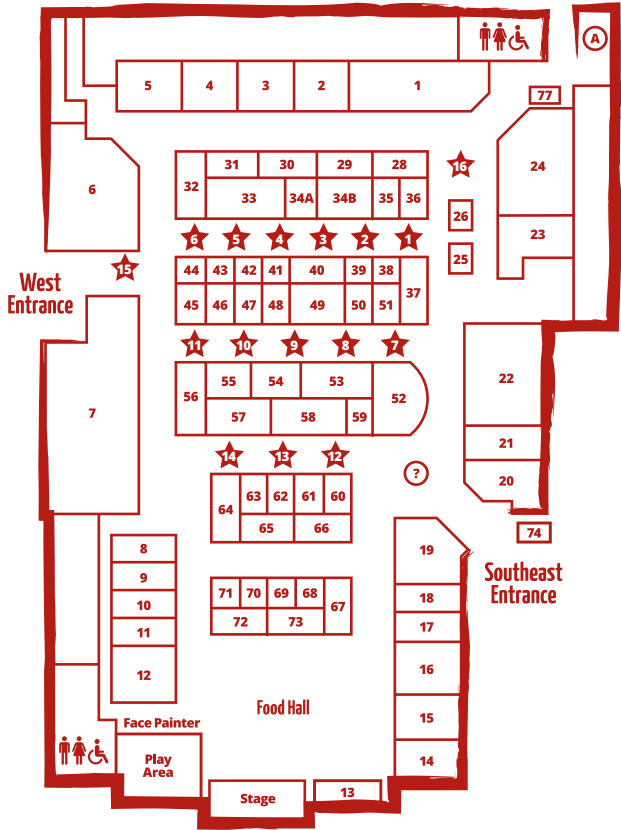 A
5 4 3 2 1
77
6
31 30 29 28
16
24
32 33 34A 34B 35 36
26
23
6 5 4 3 2 1
25
15
West
Entrance
44 43 42 41 40 39 38
37
45 46 47 48 49 50 51
11 10 9 8 7
22
7
56 55 54 53 52
57 58 59
21
14 13 12
?
20
64 63 62 61 60
65 66
74
8
19
Southeast
Entrance
9
71 70 69 68 67
18
10
72 73
17
11
12
16
Food Hall
Face Painter
15
Play
Area
14
Stage
13